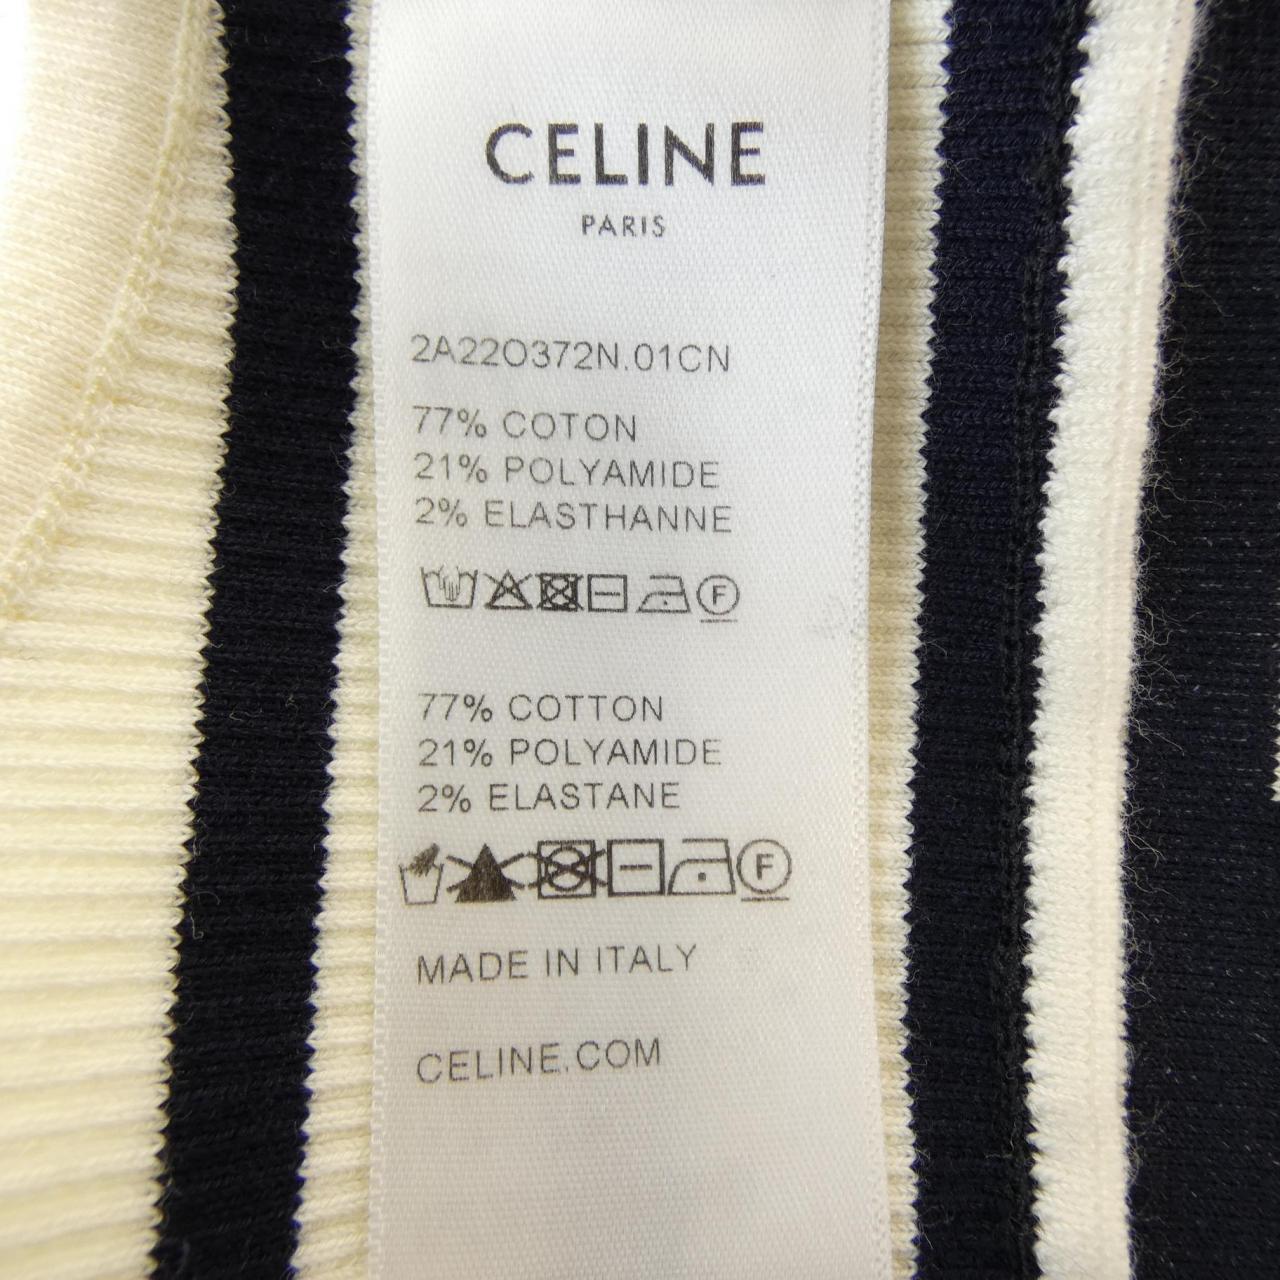 CELINE
PARIS
2A22O372N.01CN
77% COTON
21% POLYAMIDE
2% ELASTHANNE
F
77% COTTON
21% POLYAMIDE
2% ELASTANE
F
MADE IN ITALY
CELINE.COM